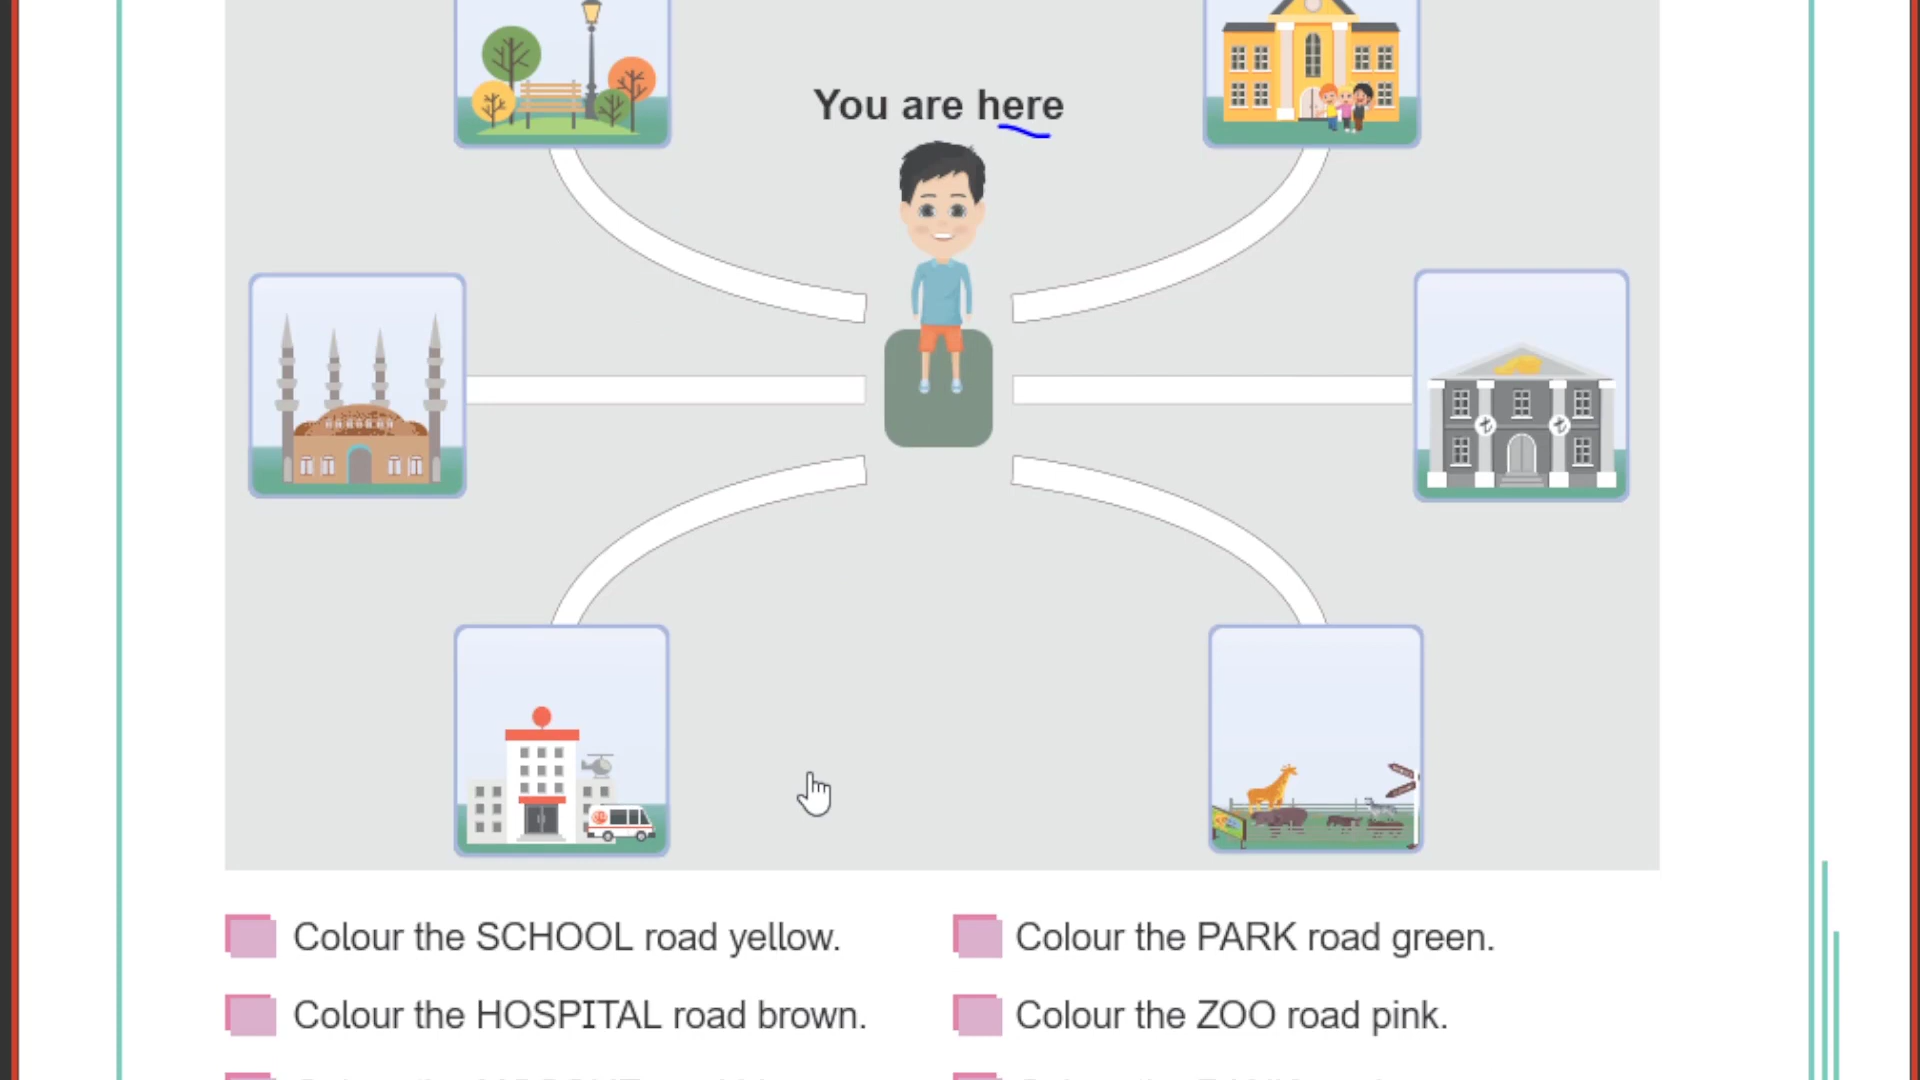 You are here
Colour the SCHOOL road yellow.
Colour the PARK road green.
Colour the HOSPITAL road brown.
Colour the ZOO road pink.